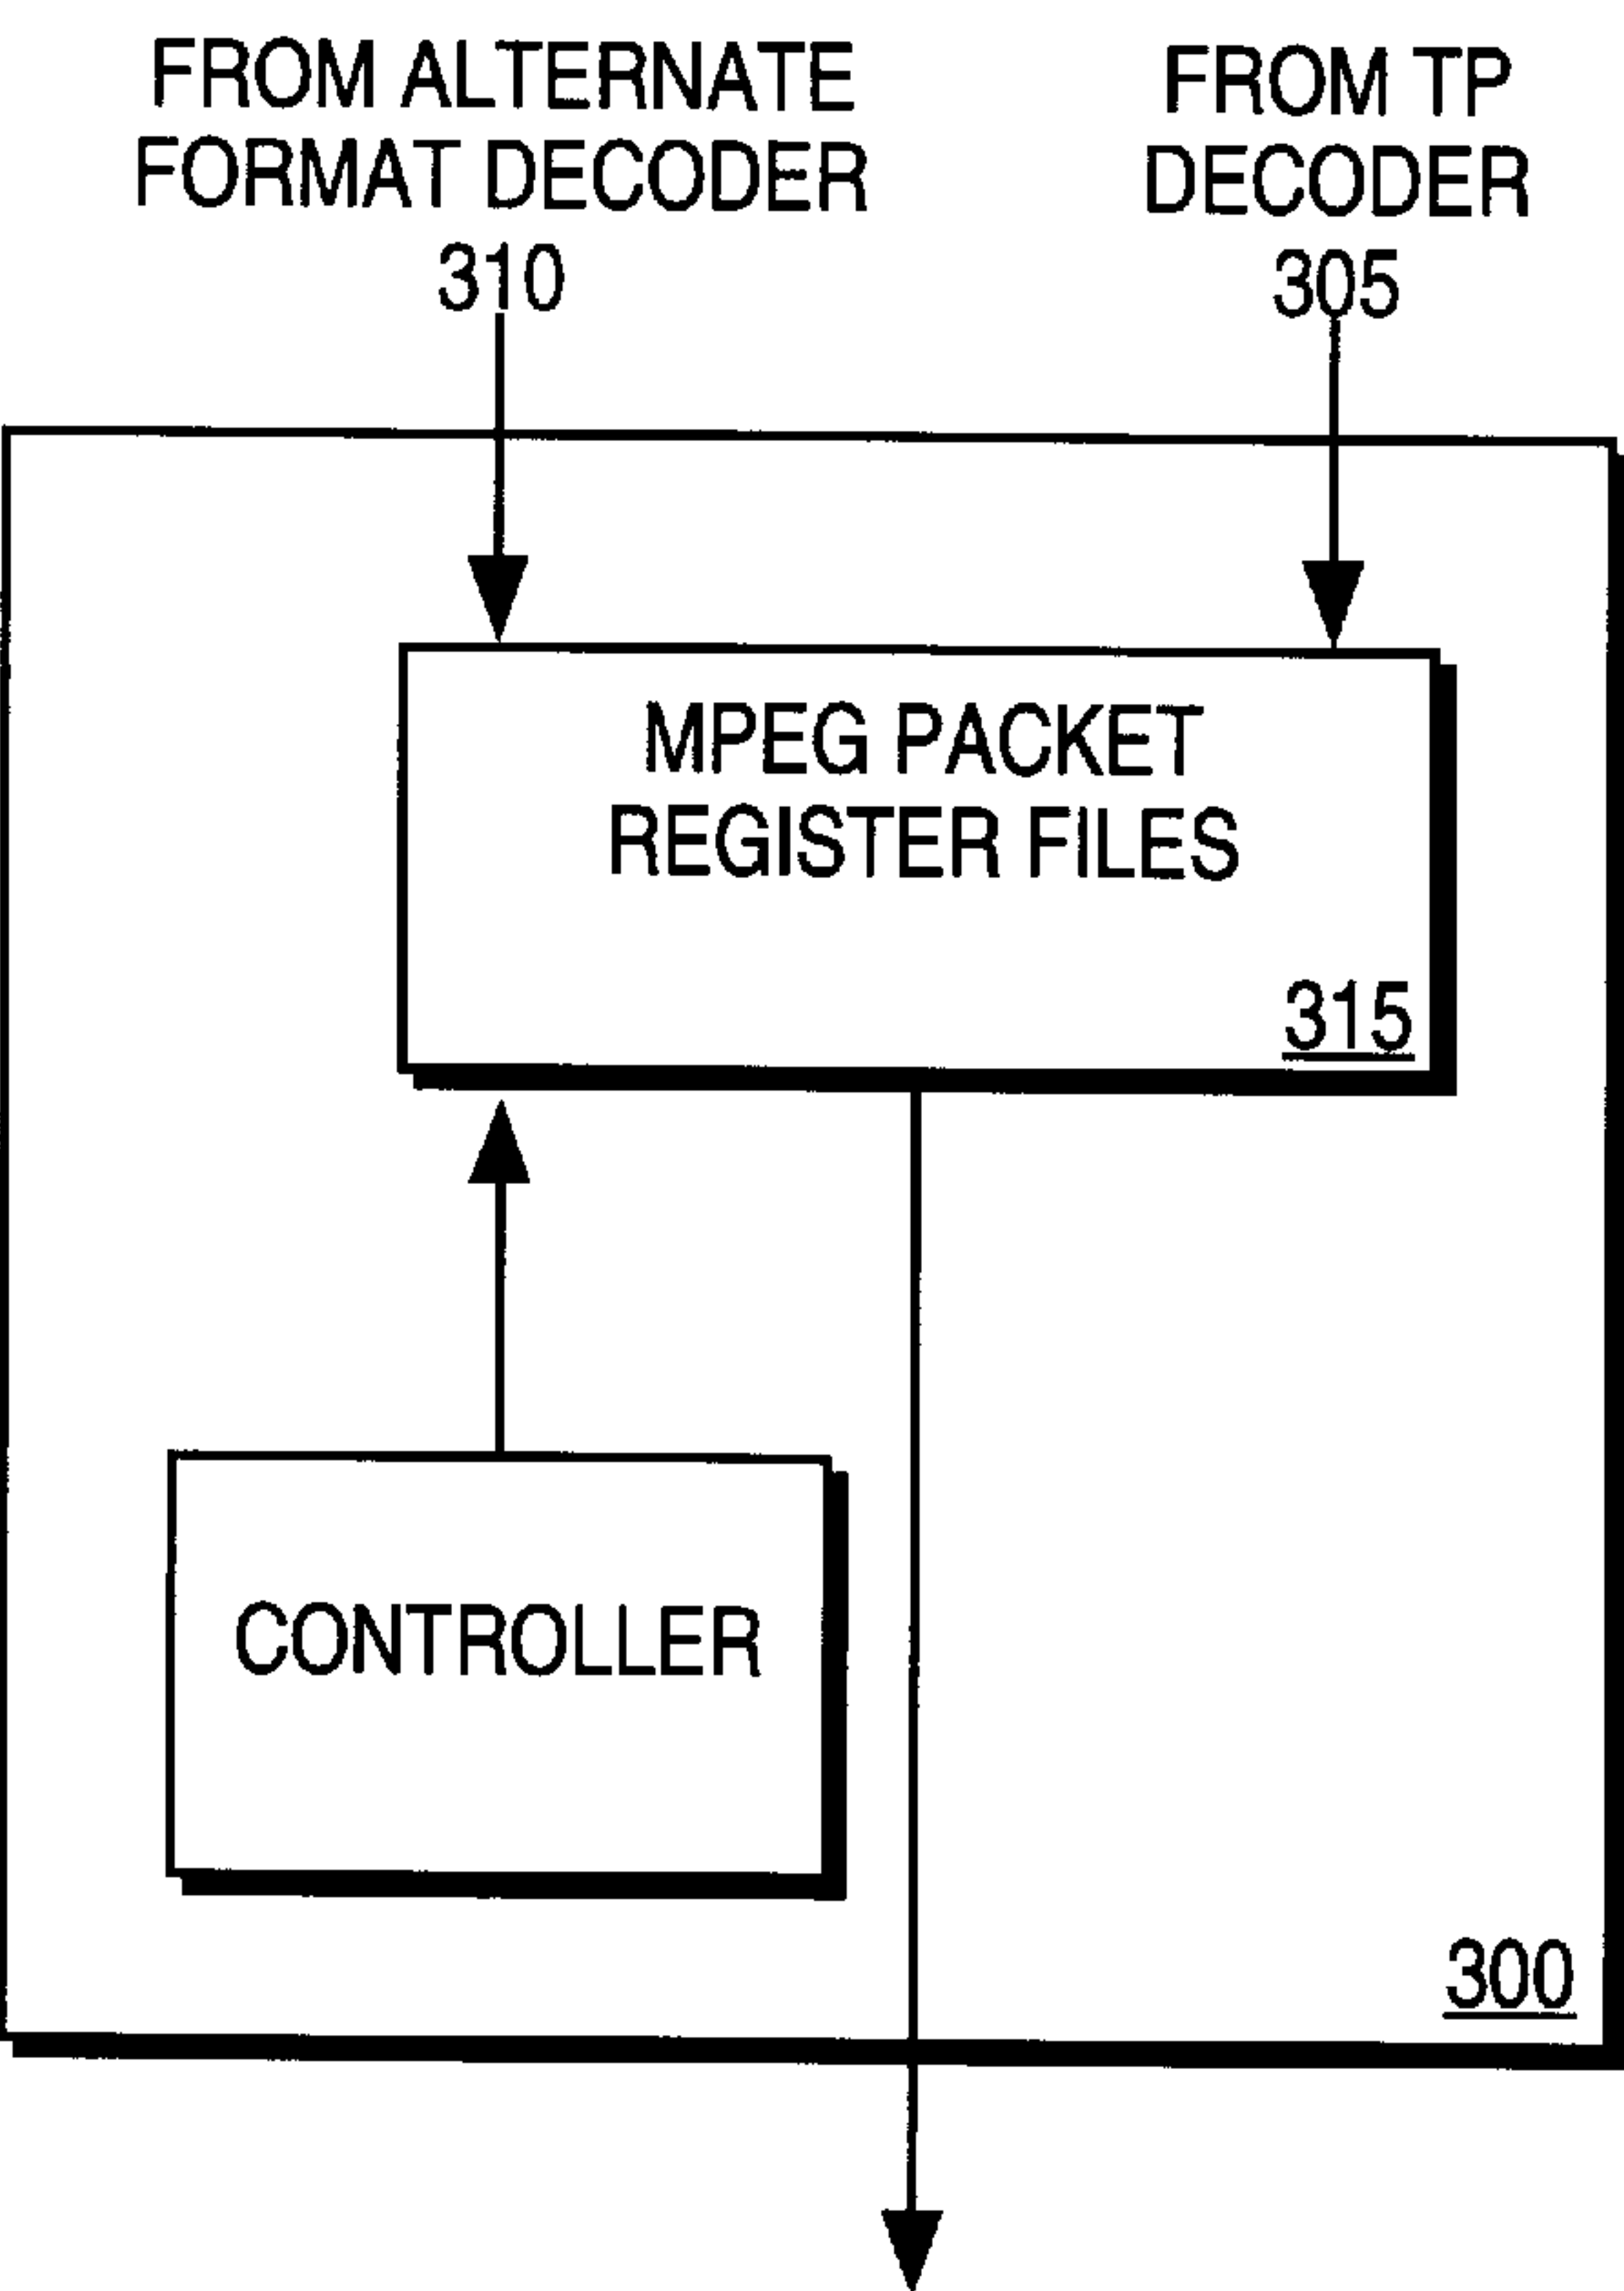 FROM ALTERNATE
FORMAT DECODER
310
FROM TP
DECODER
305
MPEG PACKET
REGISTER FILES
315
CONTROLLER
300